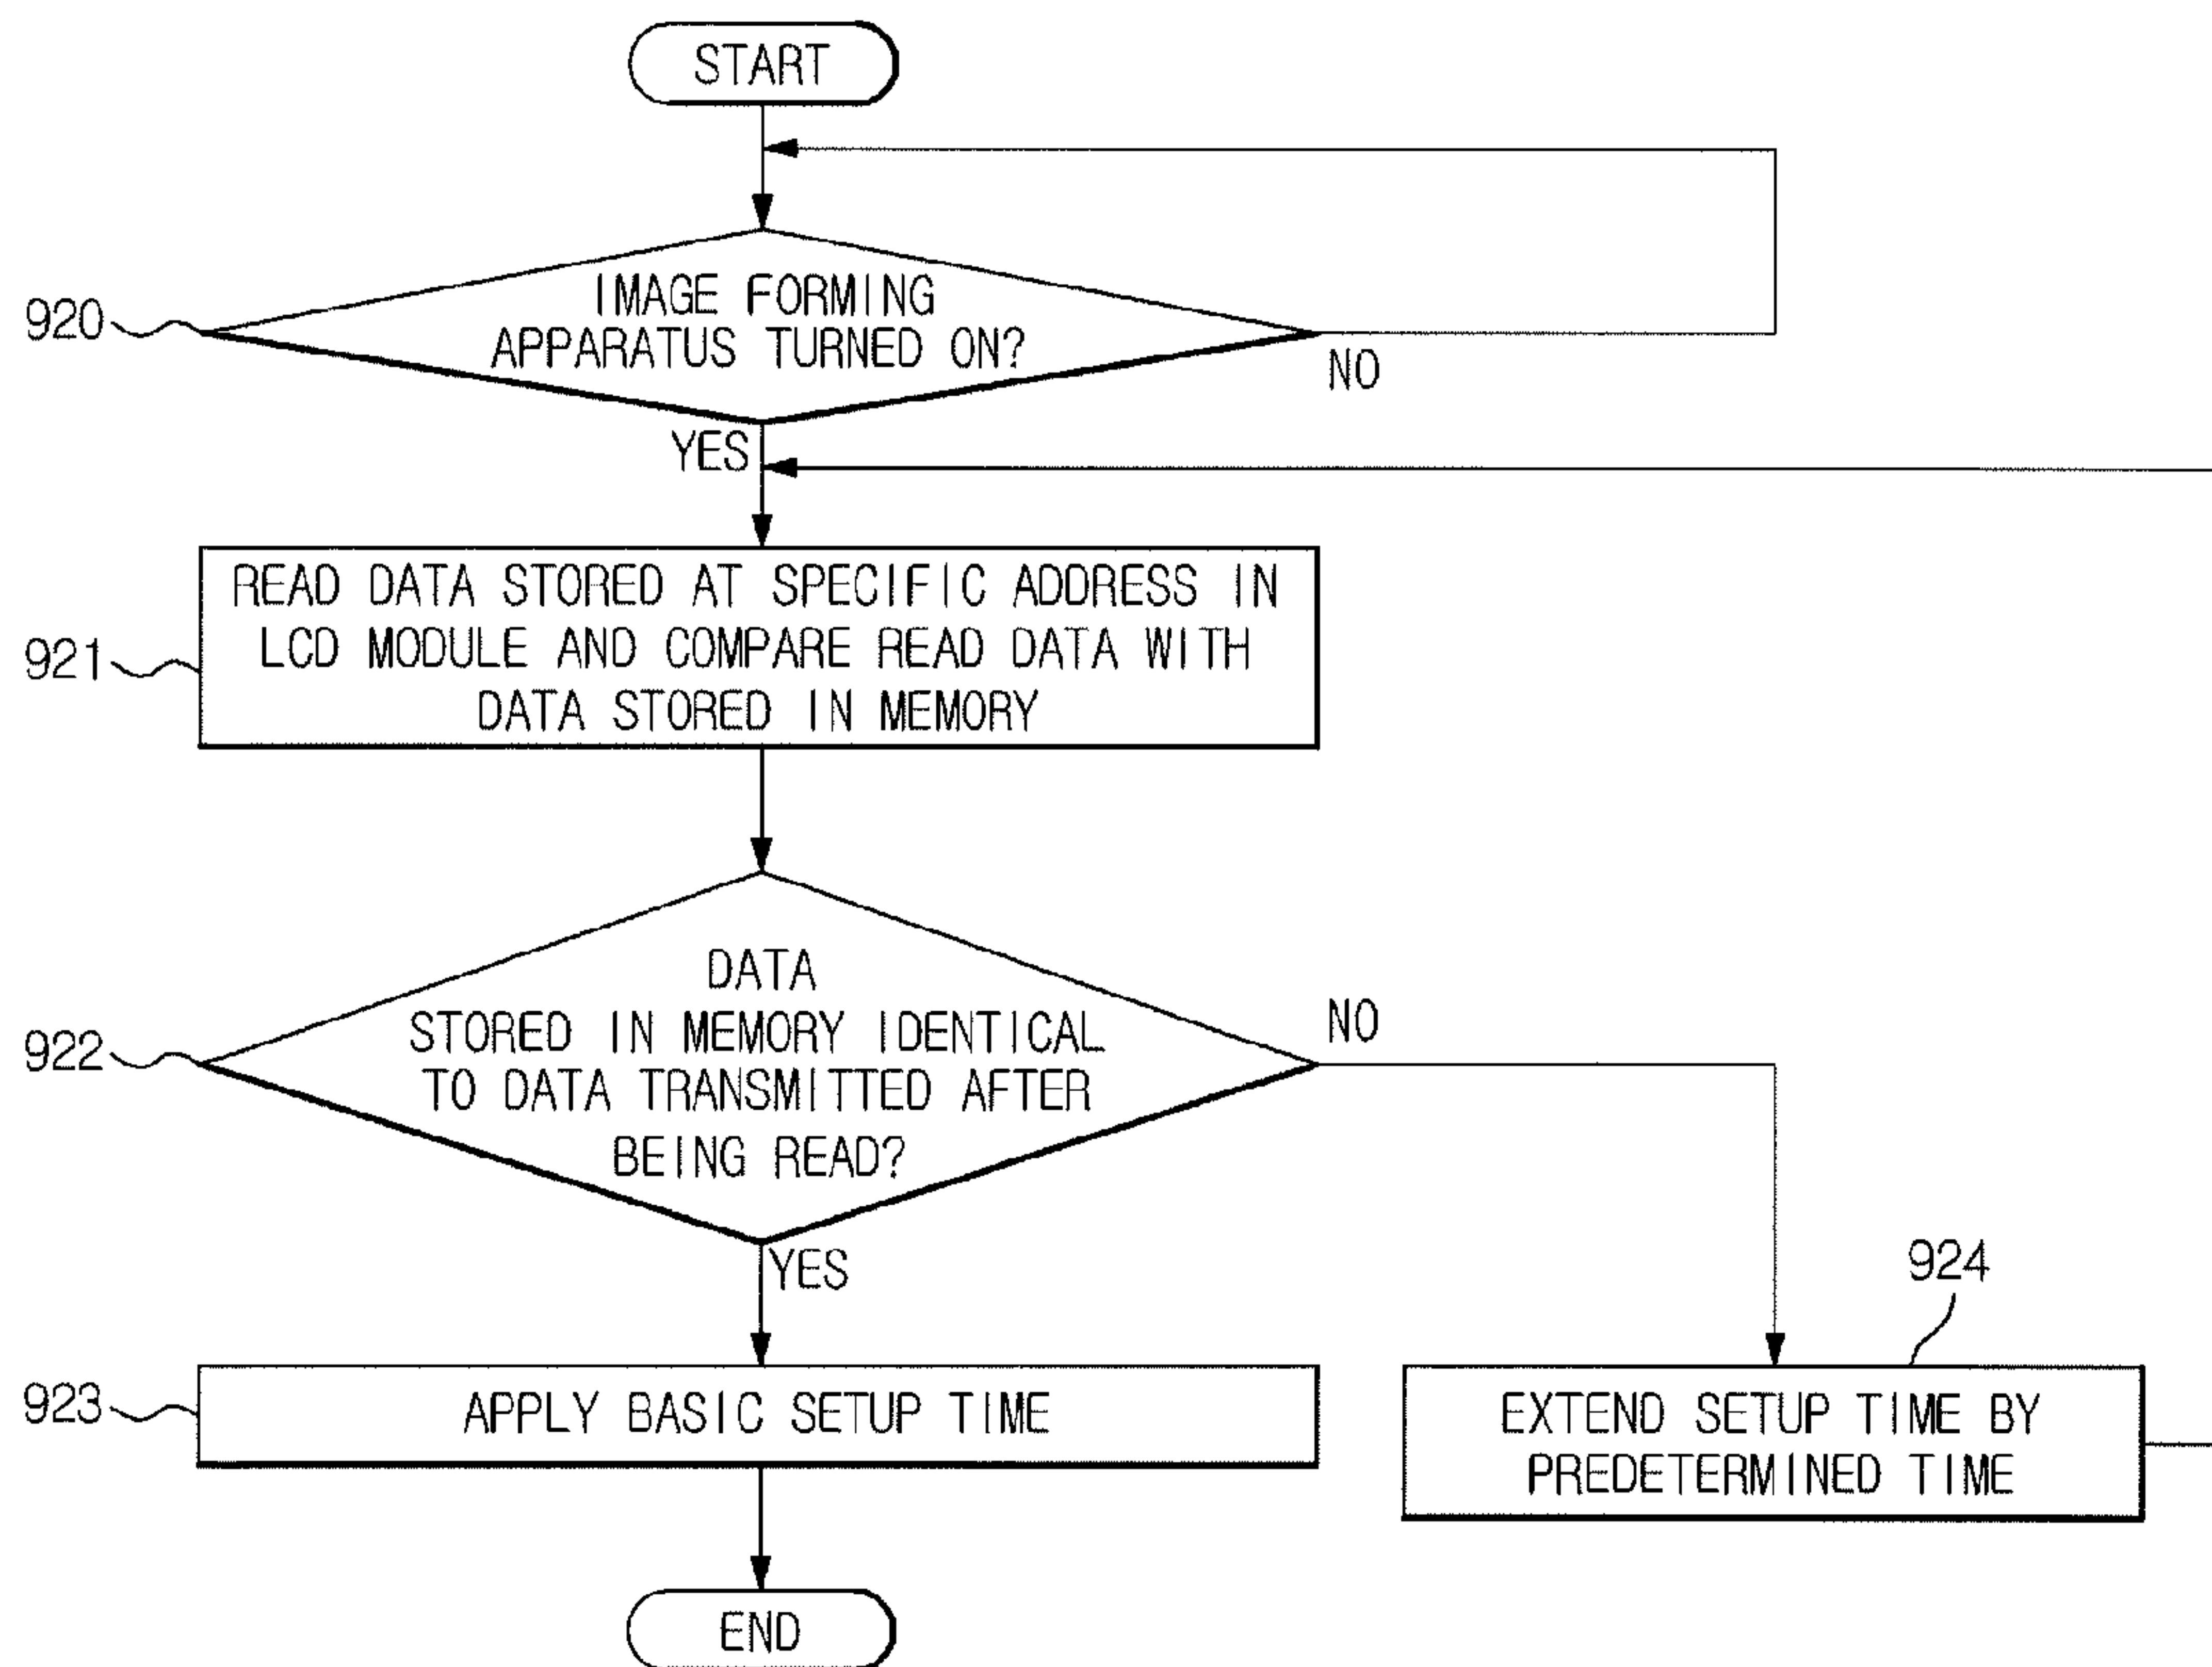 START
920
IMAGE FORMING
APPARATUS TURNED ON?
NO
YES
921
READ DATA STORED AT SPECIFIC ADDRESS IN
LCD MODULE AND COMPARE READ DATA WITH
DATA STORED IN MEMORY
922
DATA
STORED IN MEMORY IDENTICAL
TO DATA TRANSMITTED AFTER
BEING READ?
NO
YES
924
923
APPLY BASIC SETUP TIME
EXTEND SETUP TIME BY
PREDETERMINED TIME
END